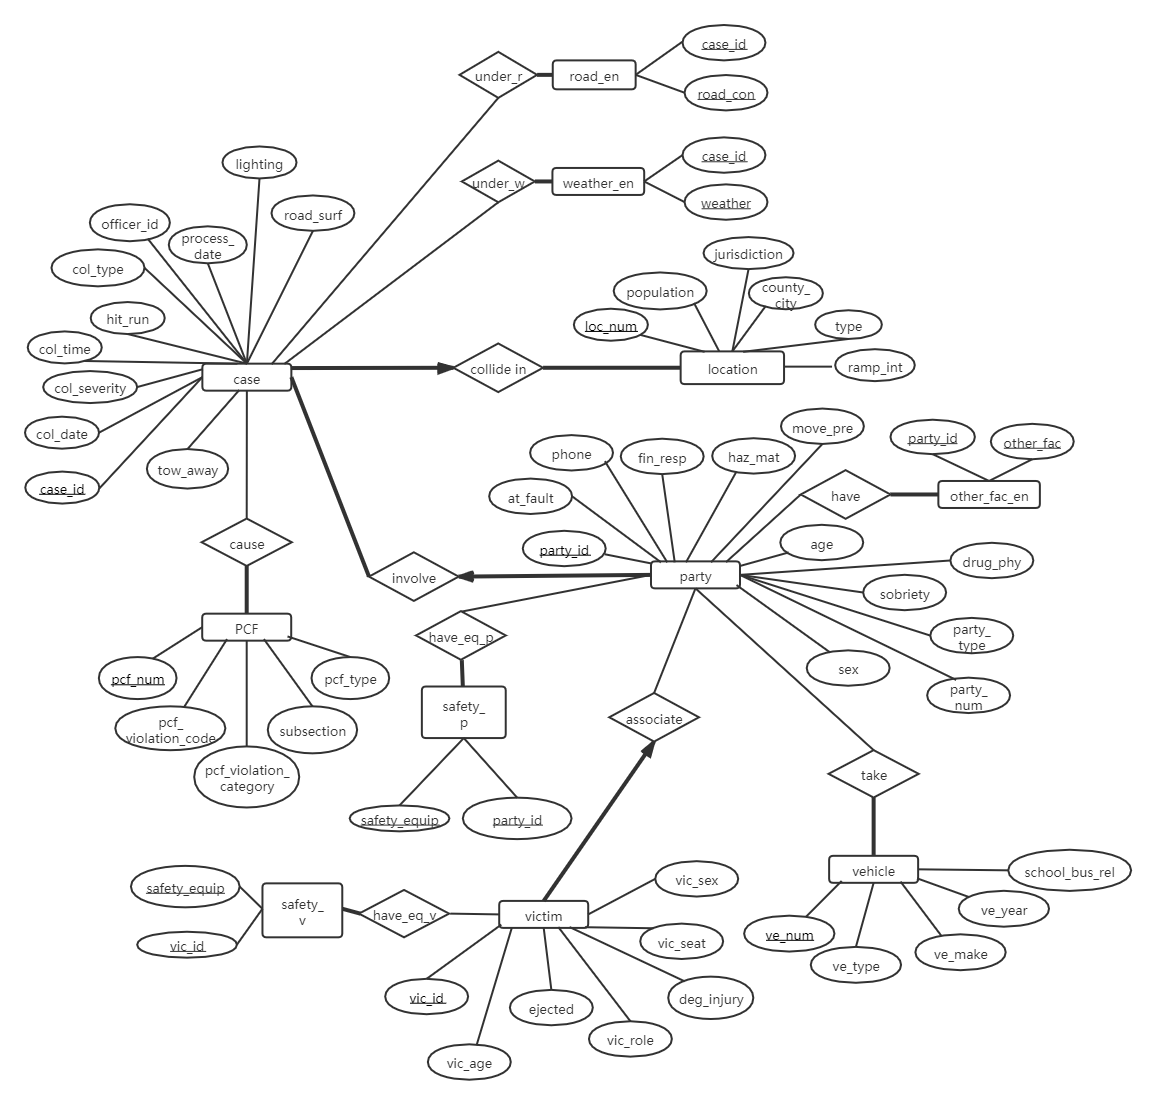 case_id
under_r
road_en
road_con
case_id
under_w
weather_en
weather
lighting
officer_id
process_
date
road_surf
col_type
hit_run
col_time
col_severity
col_date
case_id
tow_away
case
jurisdiction
population
county_
city
loc_num
type
ramp_int
collide in
location
move_pre
phone
fin_resp
haz_mat
party_id
other_fac
at_fault
have
other_fac_en
party_id
age
drug_phy
cause
involve
party
sobriety
PCF
have_eq_p
party_
type
sex
party_
num
pcf_num
pcf_type
pcf_
violation_code
subsection
pcf_violation_
category
safety_
p
associate
take
safety_equip
party_id
vehicle
school_bus_rel
ve_year
ve_num
ve_type
ve_make
safety_equip
safety_
v
have_eq_v
victim
vic_sex
vic_id
vic_seat
vic_id
ejected
deg_injury
vic_role
vic_age